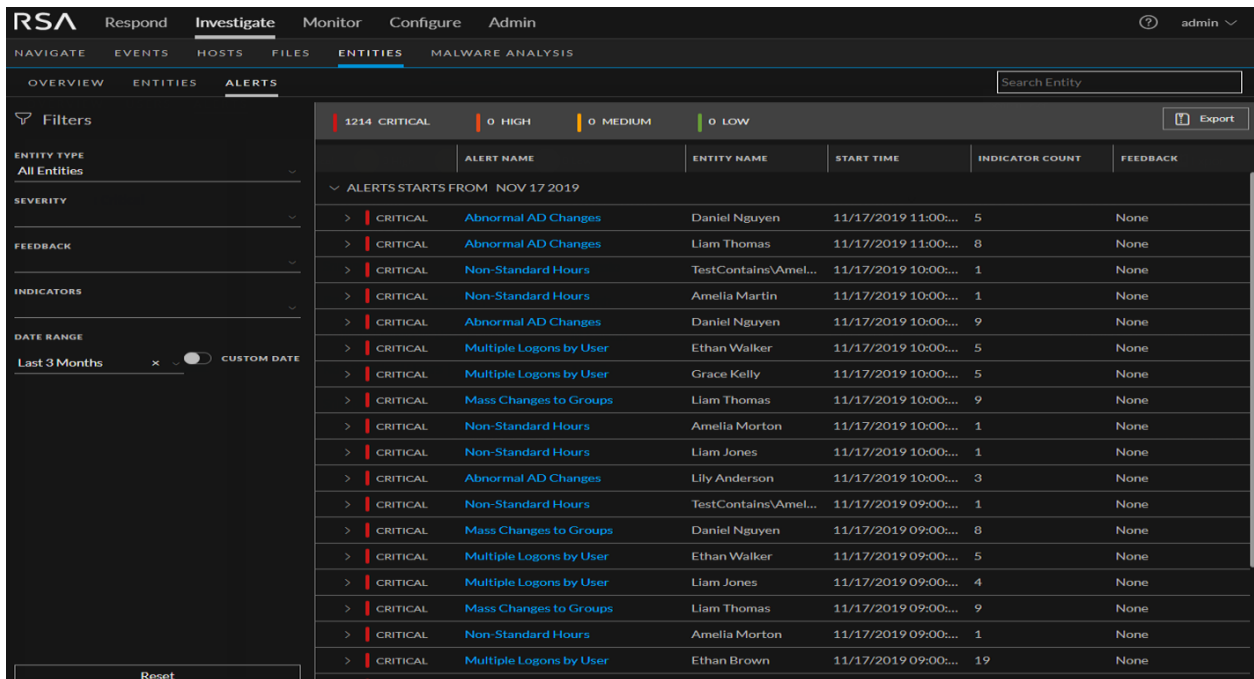 RSA Respond Investigate Monitor Configure Admin ? admin
NAVIGATE EVENTS HOSTS FILES ENTITIES MALWARE ANALYSIS
OVERVIEW ENTITIES ALERTS Search Entity
Filters
ENTITY TYPE
All Entities
SEVERITY
FEEDBACK
INDICATORS
DATE RANGE
Last 3 Months × CUSTOM DATE
Reset
1214 CRITICAL 0 HIGH 0 MEDIUM 0 LOW Export
ALERT NAME ENTITY NAME START TIME INDICATOR COUNT FEEDBACK
ALERTS STARTS FROM NOV 17 2019
CRITICAL Abnormal AD Changes Daniel Nguyen 11/17/2019 11:00:... 5 None
CRITICAL Abnormal AD Changes Liam Thomas 11/17/2019 11:00:... 8 None
CRITICAL Non-Standard Hours TestContains\Amel... 11/17/2019 10:00:... 1 None
CRITICAL Non-Standard Hours Amelia Martin 11/17/2019 10:00:... 1 None
CRITICAL Abnormal AD Changes Daniel Nguyen 11/17/2019 10:00:... 9 None
CRITICAL Multiple Logons by User Ethan Walker 11/17/2019 10:00:... 5 None
CRITICAL Multiple Logons by User Grace Kelly 11/17/2019 10:00:... 5 None
CRITICAL Mass Changes to Groups Liam Thomas 11/17/2019 10:00:... 9 None
CRITICAL Non-Standard Hours Amelia Morton 11/17/2019 10:00:... 1 None
CRITICAL Non-Standard Hours Liam Jones 11/17/2019 10:00:... 1 None
CRITICAL Abnormal AD Changes Lily Anderson 11/17/2019 10:00:... 3 None
CRITICAL Non-Standard Hours TestContains\Amel... 11/17/2019 09:00:... 1 None
CRITICAL Mass Changes to Groups Daniel Nguyen 11/17/2019 09:00:... 8 None
CRITICAL Multiple Logons by User Ethan Walker 11/17/2019 09:00:... 5 None
CRITICAL Multiple Logons by User Liam Jones 11/17/2019 09:00:... 4 None
CRITICAL Mass Changes to Groups Liam Thomas 11/17/2019 09:00:... 9 None
CRITICAL Non-Standard Hours Amelia Morton 11/17/2019 09:00:... 1 None
CRITICAL Multiple Logons by User Ethan Brown 11/17/2019 09:00:... 19 None